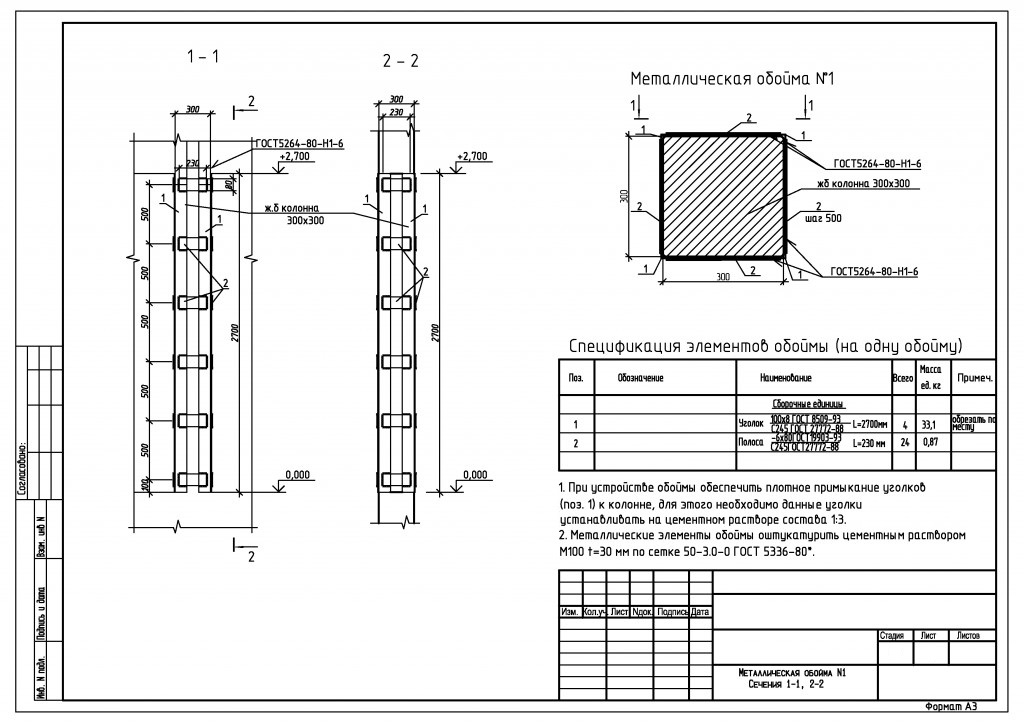 1 – 1
2
300
ГОСТ5264-80-Н1-6
+2,700
230
80
1
500
ж.б колонна
300х300
1
500
500
2
500
2700
500
0,000
100
2
2 – 2
300
230
+2,700
1
1
2
2700
0,000
Металлическая обойма №1
1
1
2
1
1
ГОСТ5264-80-Н1-6
жб колонна 300х300
300
2
2
шаг 500
1
2
1
ГОСТ5264-80-Н1-6
300
Спецификация элементов обоймы (на одну обойму)
Поз.
Обозначение
Наименование
Всего
Масса
ед. кг
Примеч.
Сборочные единицы
1
Уголок
100х8 ГОСТ 8509-93
С245 ГОСТ 27772-88
L=2700мм
4
33,1
обрезать по
месту
2
Полоса
-6х80ГОСТ19903-93
С245ГОСТ27772-88
L=230 мм
24
0,87
1. При устройстве обоймы обеспечить плотное примыкание уголков
(поз. 1) к колонне, для этого необходимо данные уголки
устанавливать на цементном растворе состава 1:3.
2. Металлические элементы обоймы оштукатурить цементным раствором
М100 t=30 мм по сетке 50-3.0-0 ГОСТ 5336-80*.
Изм.
Кол.уч.
Лист
Nдок.
Подпись
Дата
Стадия
Лист
Листов
Металлическая обойма N1
Сечения 1-1, 2-2
Формат А3
Согласовано:
Взам. инв N
Подпись и дата
Инв. N подл.